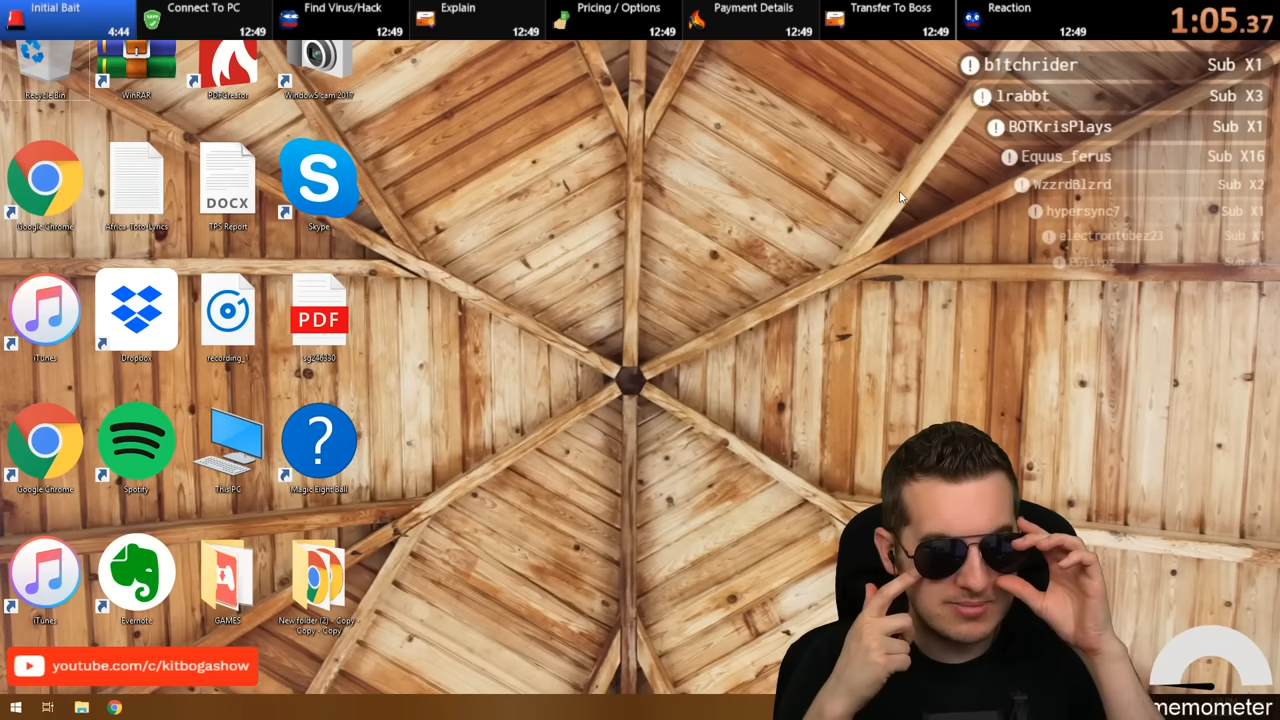 Initial Bait
4:44
Connect To PC
12:49
Find Virus/Hack
12:49
Explain
12:49
Pricing / Options
12:49
Payment Details
12:49
Transfer To Boss
12:49
Reaction
12:49
1:05.37
b1tchrider Sub X1
lrabbt Sub X3
BOTKrisPlays Sub X1
Equus_ferus Sub X16
WzzrdBlzrd Sub X2
hypersync7 Sub X1
electrontubez23 Sub X1
Recycle Bin
WinRAR
PDFCreator
WindowS cam 2017
Google Chrome
Africa-Toto-Lyrics
DOCX
TPS Report
S
Skype
iTunes
Dropbox
recording_1
PDF
Google Chrome
Spotify
This PC
?
Magic Eight Ball
iTunes
Evernote
GAMES
New folder (2) - Copy -
Copy - Copy
youtube.com/c/kitbogashow
memometer